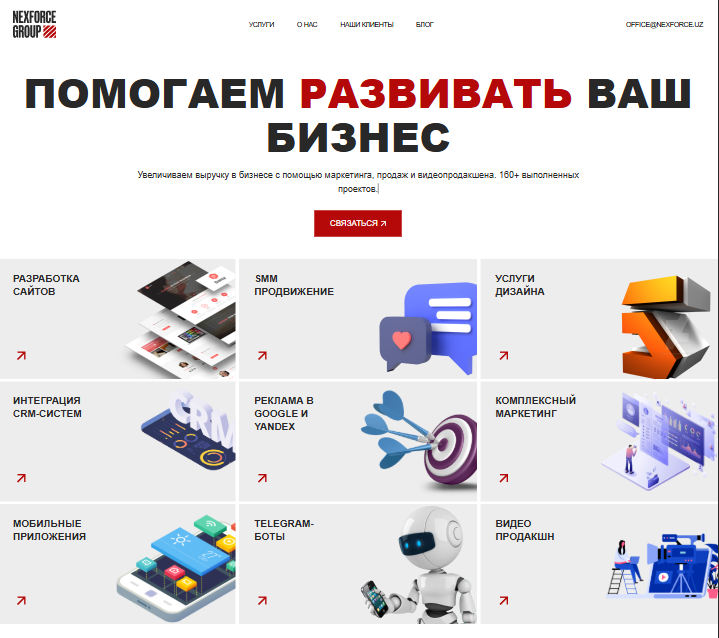 NEXFORCE
GROUP
УСЛУГИ О НАС НАШИ КЛИЕНТЫ БЛОГ OFFICE@NEXFORCE.UZ
ПОМОГАЕМ РАЗВИВАТЬ ВАШ
БИЗНЕС
Увеличиваем выручку в бизнесе с помощью маркетинга, продаж и видеопродакшена. 160+ выполненных
проектов.
СВЯЗАТЬСЯ
РАЗРАБОТКА
САЙТОВ
SMM
ПРОДВИЖЕНИЕ
УСЛУГИ
ДИЗАЙНА
ИНТЕГРАЦИЯ
CRM-СИСТЕМ
CRM
РЕКЛАМА В
GOOGLE И
YANDEX
КОМПЛЕКСНЫЙ
МАРКЕТИНГ
МОБИЛЬНЫЕ
ПРИЛОЖЕНИЯ
TELEGRAM-
БОТЫ
ВИДЕО
ПРОДАКШН